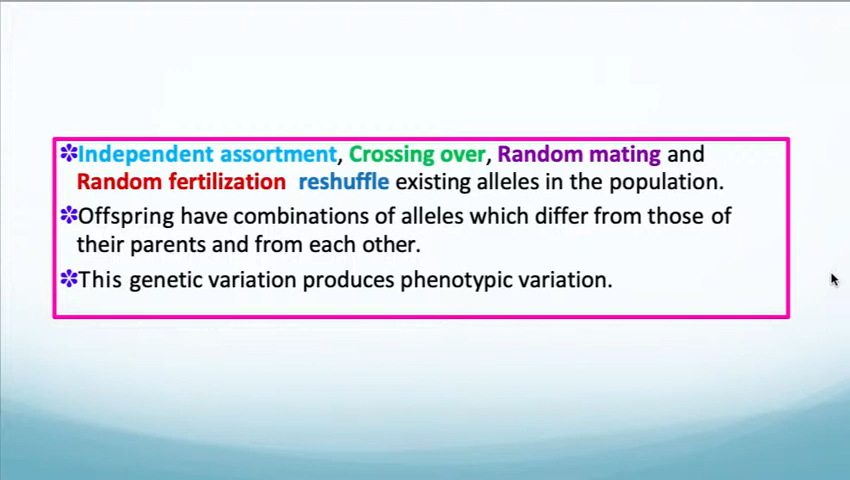 ✽Independent assortment, Crossing over, Random mating and
Random fertilization reshuffle existing alleles in the population.
✽Offspring have combinations of alleles which differ from those of
their parents and from each other.
✽This genetic variation produces phenotypic variation.